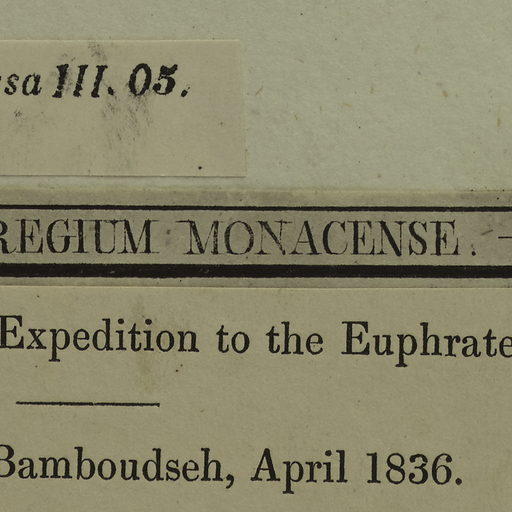 sa III. 05.
REGIUM MONACENSE. —
Expedition to the Euphrate
Bamboudseh, April 1836.